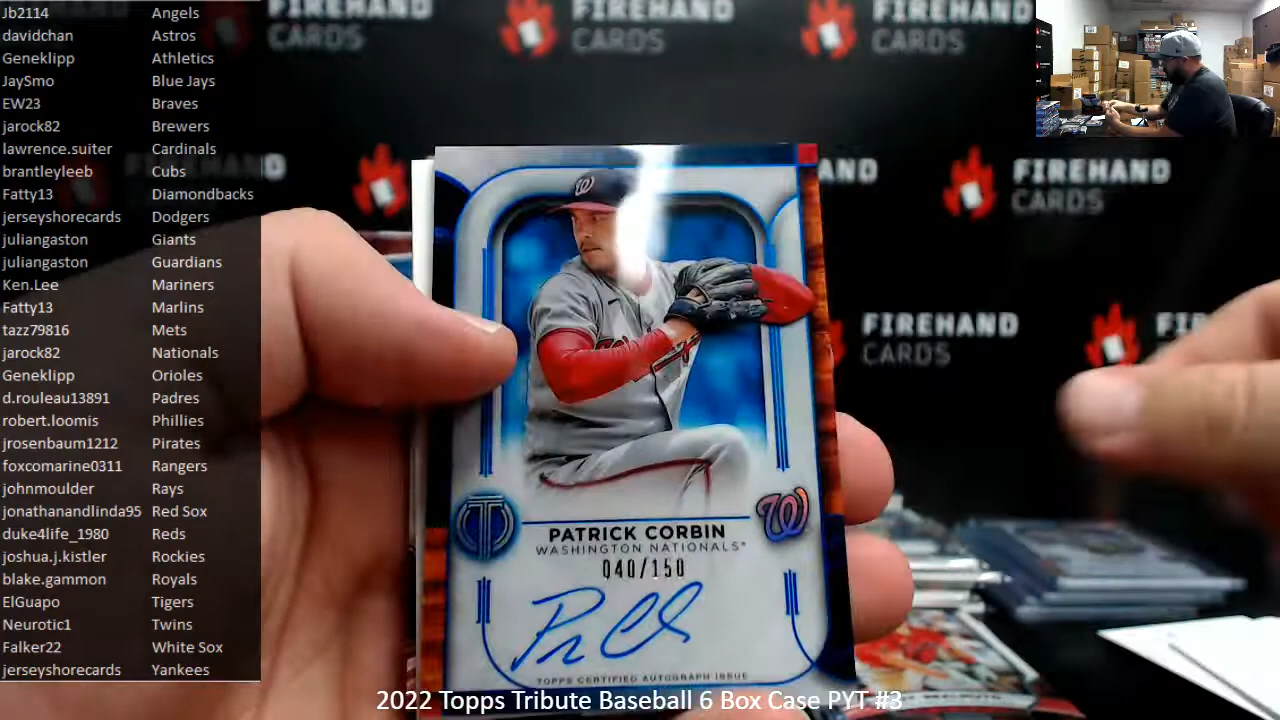 Jb2114 Angels
davidchan Astros
Geneklipp Athletics
JaySmo Blue Jays
EW23 Braves
jarock82 Brewers
lawrence.suiter Cardinals
brantleyleeb Cubs
Fatty13 Diamondbacks
jerseyshorecards Dodgers
juliangaston Giants
juliangaston Guardians
Ken.Lee Mariners
Fatty13 Marlins
tazz79816 Mets
jarock82 Nationals
Geneklipp Orioles
d.rouleau13891 Padres
robert.loomis Phillies
jrosenbaum1212 Pirates
foxcomarine0311 Rangers
johnmoulder Rays
jonathanandlinda95 Red Sox
duke4life_1980 Reds
joshua.j.kistler Rockies
blake.gammon Royals
ElGuapo Tigers
Neurotic1 Twins
Falker22 White Sox
jerseyshorecards Yankees
FIREHAND
CARDS
FIREHAND
CARDS
FIREHAND
CARDS
FIREHAND
CARDS
FIREHAND
CARDS
W
PATRICK CORBIN
WASHINGTON NATIONALS®
040/150
TOPPS CERTIFIED AUTOGRAPH ISSUE
2022 Topps Tribute Baseball 6 Box Case PYT #3